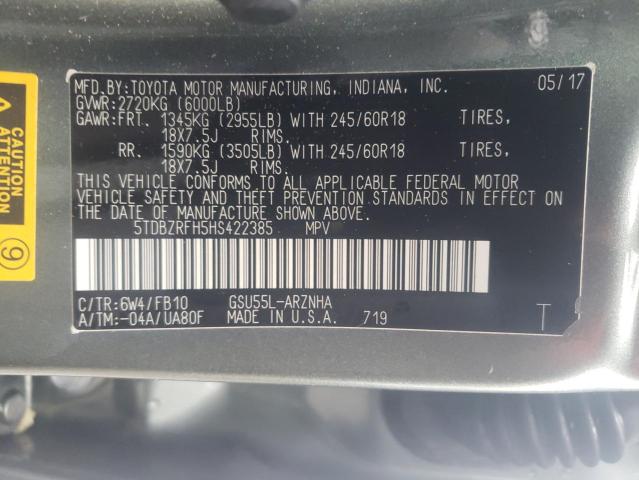 MFD.BY:TOYOTA MOTOR MANUFACTURING, INDIANA, INC. 05/17
GVWR:2720KG (6000LB)
GAWR:FRT. 1345KG (2955LB) WITH 245/60R18 TIRES,
18X7.5J RIMS.
RR. 1590KG (3505LB) WITH 245/60R18 TIRES,
18X7.5J RIMS.
THIS VEHICLE CONFORMS TO ALL APPLICABLE FEDERAL MOTOR
VEHICLE SAFETY AND THEFT PREVENTION STANDARDS IN EFFECT ON
THE DATE OF MANUFACTURE SHOWN ABOVE.
5TDBZRFH5HS422385 MPV
C/TR:6W4/FB10 GSU55L-ARZNHA
A/TM:-04A/UA80F MADE IN U.S.A. 719 T
CAUTION
9